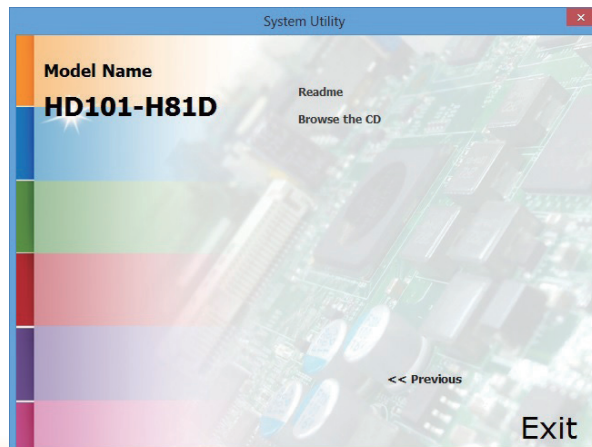 System Utility
Model Name
HD101-H81D
Readme
Browse the CD
<< Previous
Exit